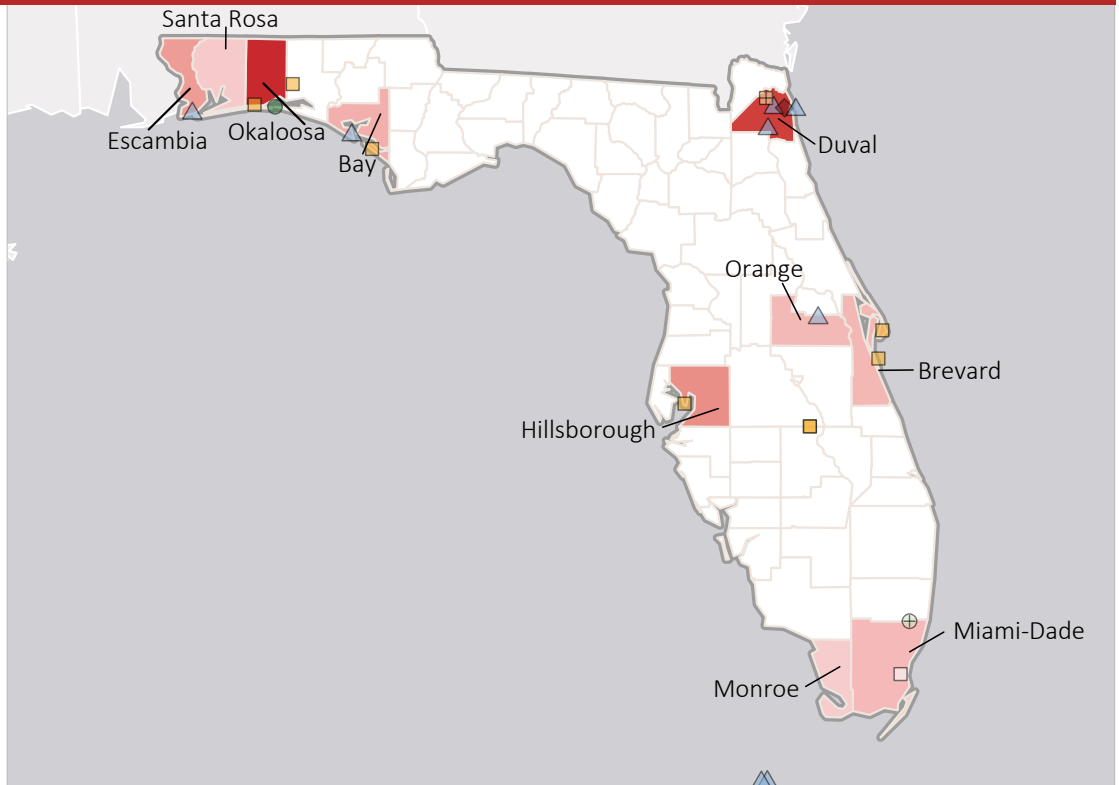 Santa Rosa
Escambia
Okaloosa
Bay
Duval
Orange
Brevard
Hillsborough
Miami-Dade
Monroe